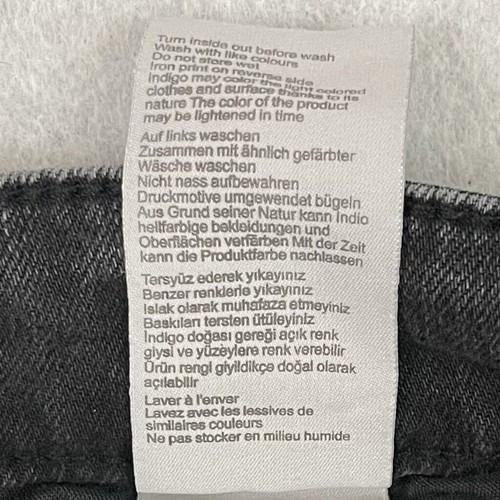 Turn inside out before wash
Wash with like colours
Do not store wet
Iron print on reverse side
Indigo may color the light colored
clothes and surface thanks to its
nature The color of the product
may be lightened in time
Auf links waschen
Zusammen mit ähnlich gefärbter
Wäsche waschen
Nicht nass aufbewahren
Druckmotive umgewendet bügeln
Aus Grund seiner Natur kann Indio
hellfarbige bekleidungen und
Oberflächen verfärben Mit der Zeit
kann die Produktfarbe nachlassen
Tersyüz ederek yıkayınız
Benzer renklerle yıkayınız
Islak olarak muhafaza etmeyiniz
Baskıları tersten ütüleyiniz
İndigo doğası gereği açık renk
giysi ve yüzeylere renk verebilir
Ürün rengi giyildikçe doğal olarak
açılabilir
Laver à l'enver
Lavez avec les lessives de
similaires couleurs
Ne pas stocker en milieu humide